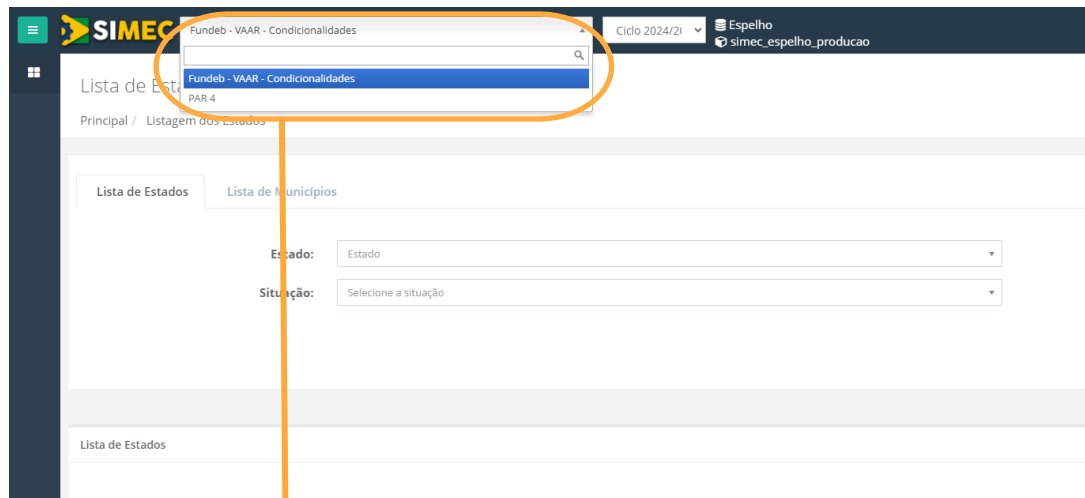 SIMEC
Fundeb - VAAR - Condicionalidades
Ciclo 2024/2(
Espelho
simec_espelho_producao
Fundeb - VAAR - Condicionalidades
PAR 4
Lista de Esta
Principal / Listagem dos Estados
Lista de Estados
Lista de Municípios
Estado:
Estado
Situação:
Selecione a situação
Lista de Estados